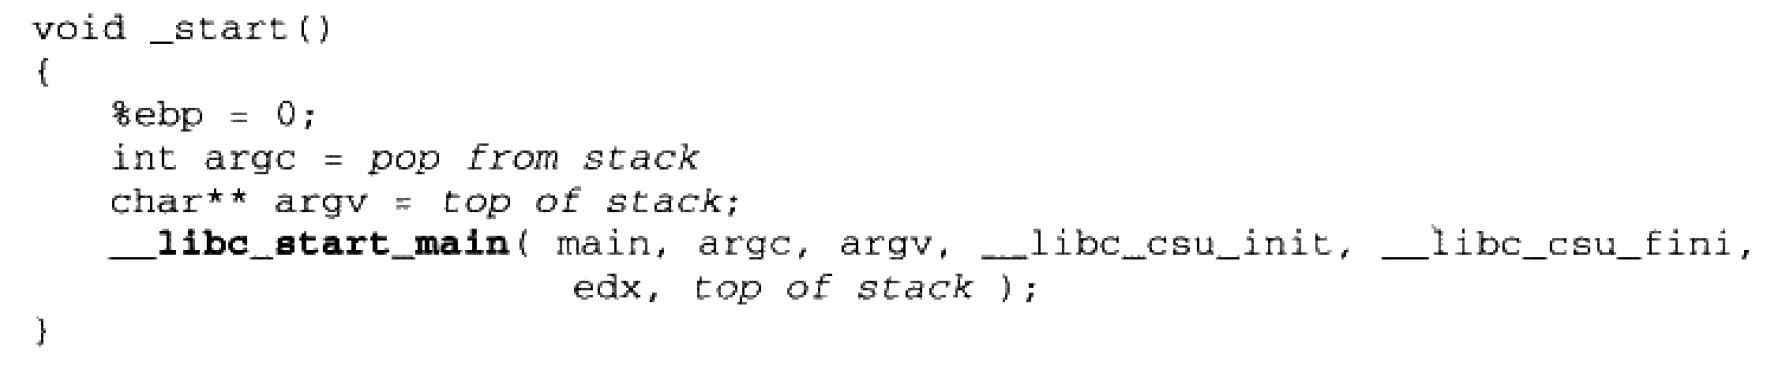 void _start()
{
%ebp = 0;
int argc = pop from stack
char** argv = top of stack;
__libc_start_main( main, argc, argv, __libc_csu_init, __libc_csu_fini,
edx, top of stack );
}